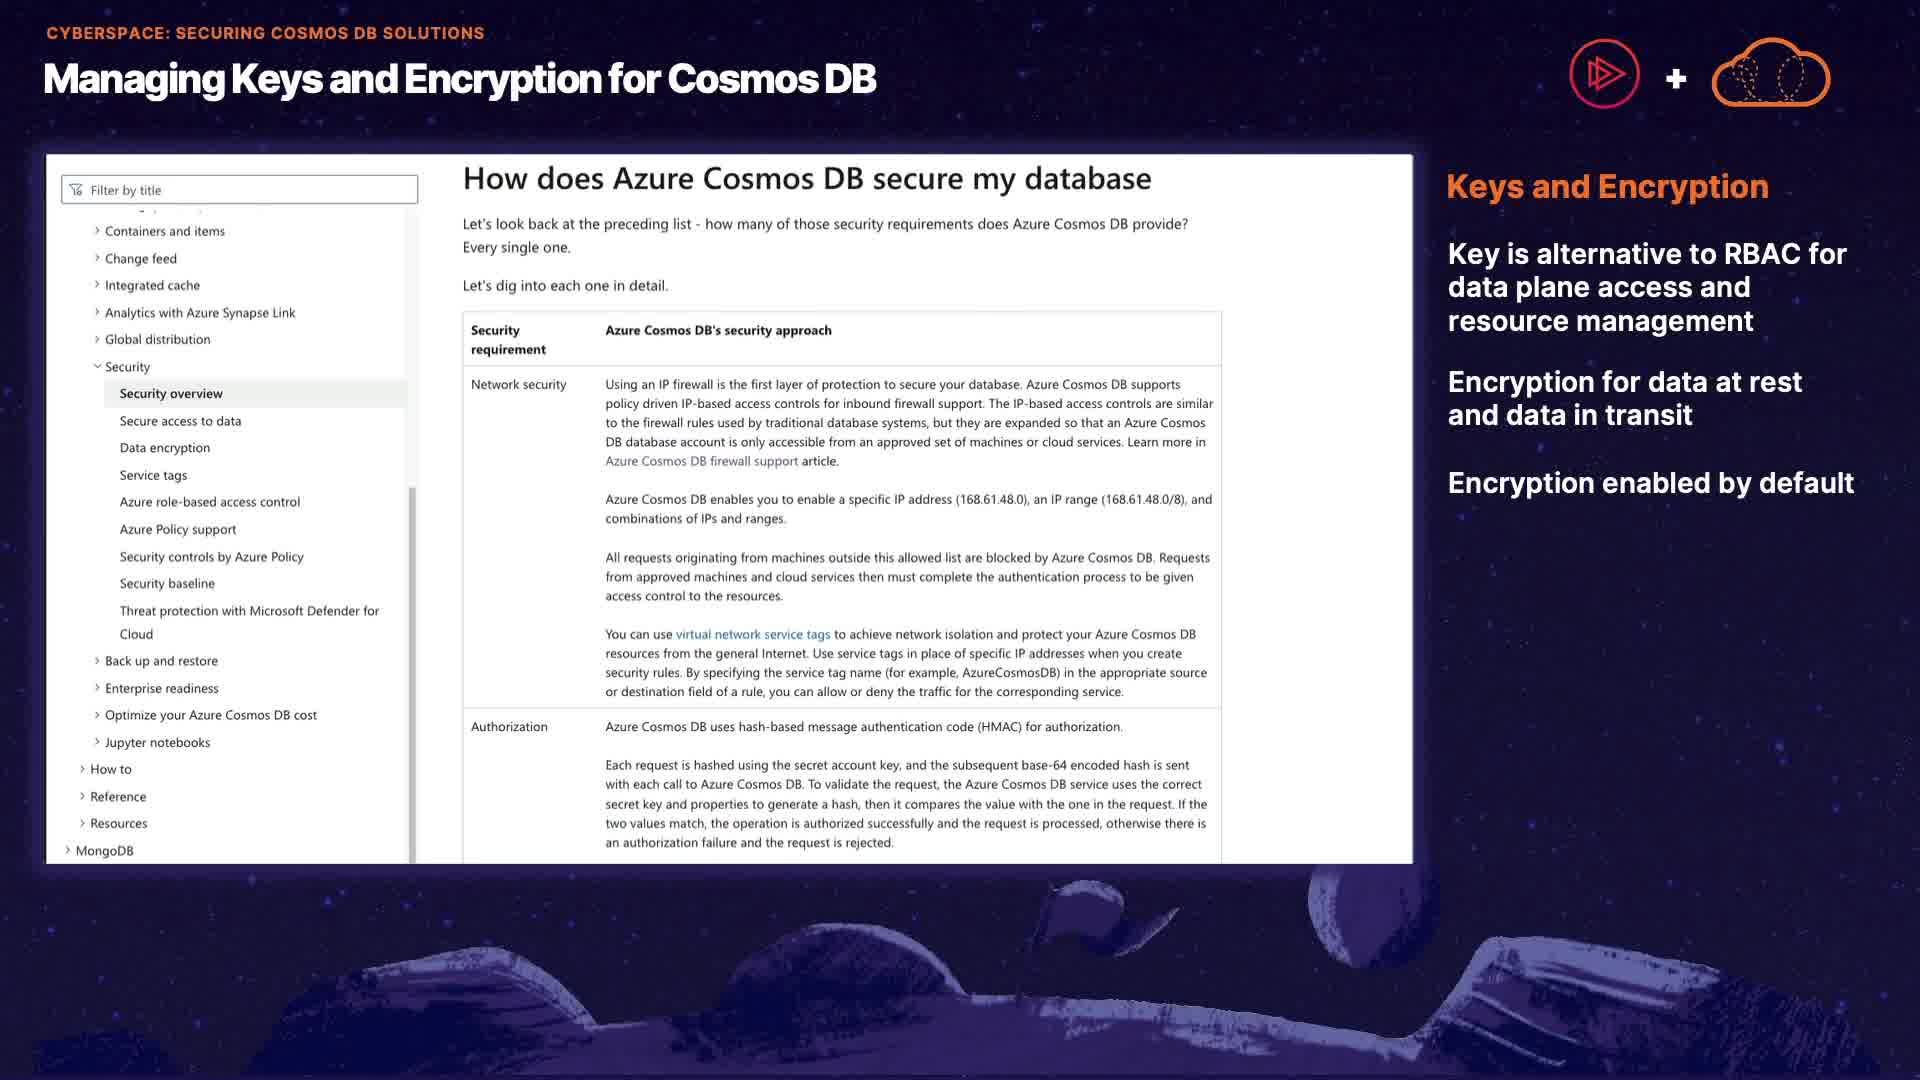 CYBERSPACE: SECURING COSMOS DB SOLUTIONS
Managing Keys and Encryption for Cosmos DB
Filter by title
Containers and items
Change feed
Integrated cache
Analytics with Azure Synapse Link
Global distribution
Security
Security overview
Secure access to data
Data encryption
Service tags
Azure role-based access control
Azure Policy support
Security controls by Azure Policy
Security baseline
Threat protection with Microsoft Defender for
Cloud
Back up and restore
Enterprise readiness
Optimize your Azure Cosmos DB cost
Jupyter notebooks
How to
Reference
Resources
MongoDB
How does Azure Cosmos DB secure my database
Let's look back at the preceding list - how many of those security requirements does Azure Cosmos DB provide?
Every single one.
Let's dig into each one in detail.
Security
requirement
Azure Cosmos DB's security approach
Network security
Using an IP firewall is the first layer of protection to secure your database. Azure Cosmos DB supports
policy driven IP-based access controls for inbound firewall support. The IP-based access controls are similar
to the firewall rules used by traditional database systems, but they are expanded so that an Azure Cosmos
DB database account is only accessible from an approved set of machines or cloud services. Learn more in
Azure Cosmos DB firewall support article.
Azure Cosmos DB enables you to enable a specific IP address (168.61.48.0), an IP range (168.61.48.0/8), and
combinations of IPs and ranges.
All requests originating from machines outside this allowed list are blocked by Azure Cosmos DB. Requests
from approved machines and cloud services then must complete the authentication process to be given
access control to the resources.
You can use virtual network service tags to achieve network isolation and protect your Azure Cosmos DB
resources from the general Internet. Use service tags in place of specific IP addresses when you create
security rules. By specifying the service tag name (for example, AzureCosmosDB) in the appropriate source
or destination field of a rule, you can allow or deny the traffic for the corresponding service.
Authorization
Azure Cosmos DB uses hash-based message authentication code (HMAC) for authorization.
Each request is hashed using the secret account key, and the subsequent base-64 encoded hash is sent
with each call to Azure Cosmos DB. To validate the request, the Azure Cosmos DB service uses the correct
secret key and properties to generate a hash, then it compares the value with the one in the request. If the
two values match, the operation is authorized successfully and the request is processed, otherwise there is
an authorization failure and the request is rejected.
Keys and Encryption
Key is alternative to RBAC for
data plane access and
resource management
Encryption for data at rest
and data in transit
Encryption enabled by default